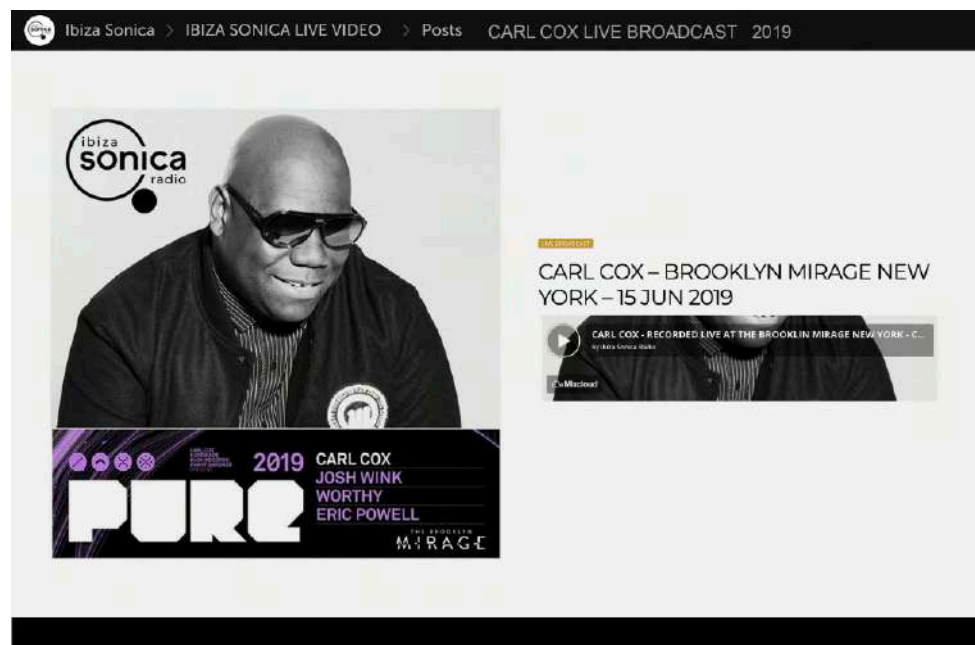 Ibiza Sonica > IBIZA SONICA LIVE VIDEO > Posts CARL COX LIVE BROADCAST 2019
ibiza
sonica
radio
LIVE BROADCAST
CARL COX – BROOKLYN MIRAGE NEW
YORK – 15 JUN 2019
CARL COX - RECORDED LIVE AT THE BROOKLIN MIRAGE NEW YORK - C...
by Ibiza Sonica Radio
Mixcloud
2019
PURE
CARL COX
JOSH WINK
WORTHY
ERIC POWELL
THE BROOKLYN
MIRAGE